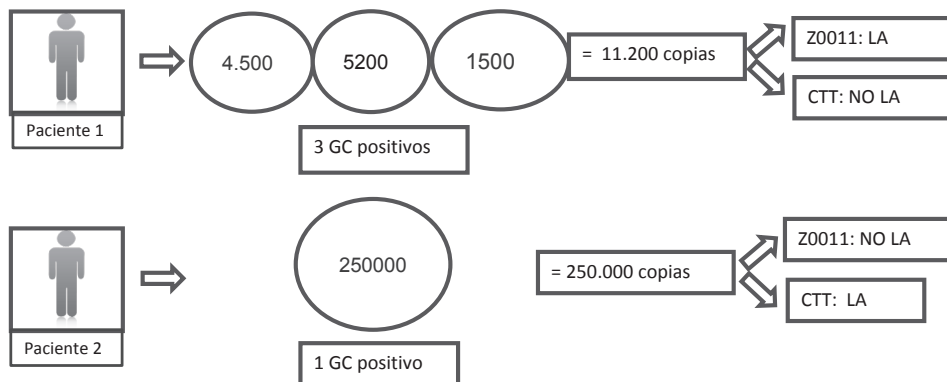 Paciente 1
4.500
5200
1500
= 11.200 copias
Z0011: LA
CTT: NO LA
3 GC positivos
Paciente 2
250000
= 250.000 copias
Z0011: NO LA
CTT: LA
1 GC positivo